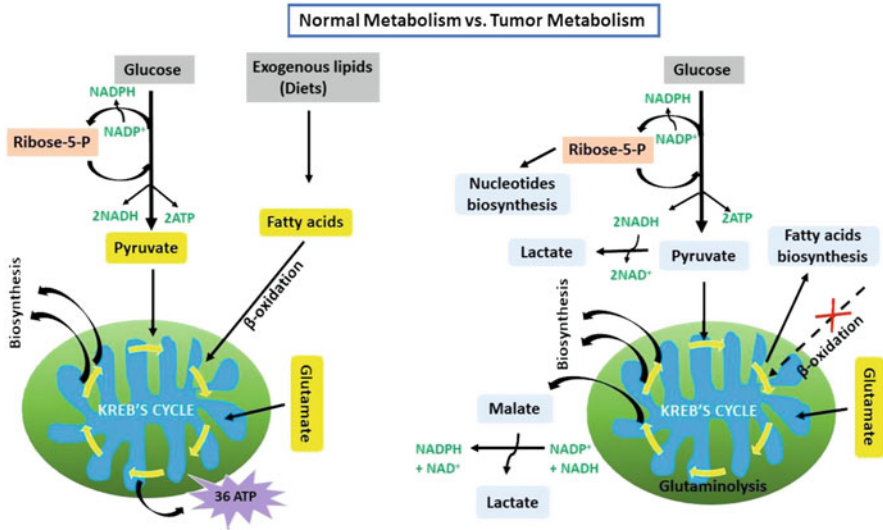 Normal Metabolism vs. Tumor Metabolism
Glucose
NADPH
NADP⁺
Ribose-5-P
2NADH
2ATP
Pyruvate
Exogenous lipids
(Diets)
Fatty acids
β-oxidation
Biosynthesis
KREB'S CYCLE
Glutamate
36 ATP
Glucose
NADPH
NADP⁺
Ribose-5-P
Nucleotides
biosynthesis
2NADH
2ATP
Lactate
2NAD⁺
Pyruvate
Fatty acids
biosynthesis
β-oxidation
Biosynthesis
KREB'S CYCLE
Glutamate
Malate
NADPH
+ NAD⁺
NADP⁺
+ NADH
Lactate
Glutaminolysis